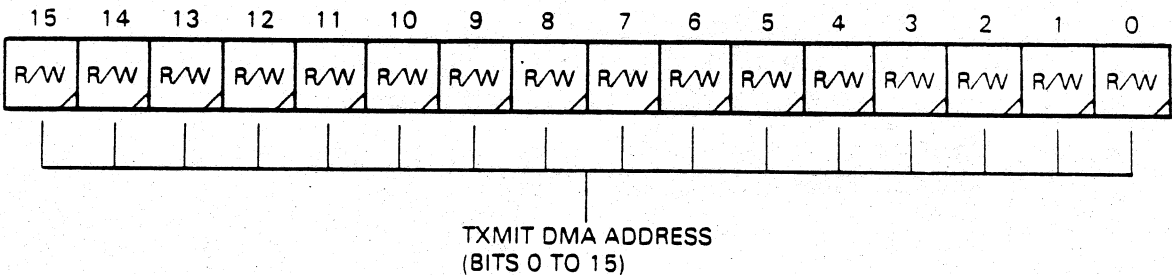 15 14 13 12 11 10 9 8 7 6 5 4 3 2 1 0
R/W R/W R/W R/W R/W R/W R/W R/W R/W R/W R/W R/W R/W R/W R/W R/W
TXMIT DMA ADDRESS
(BITS 0 TO 15)